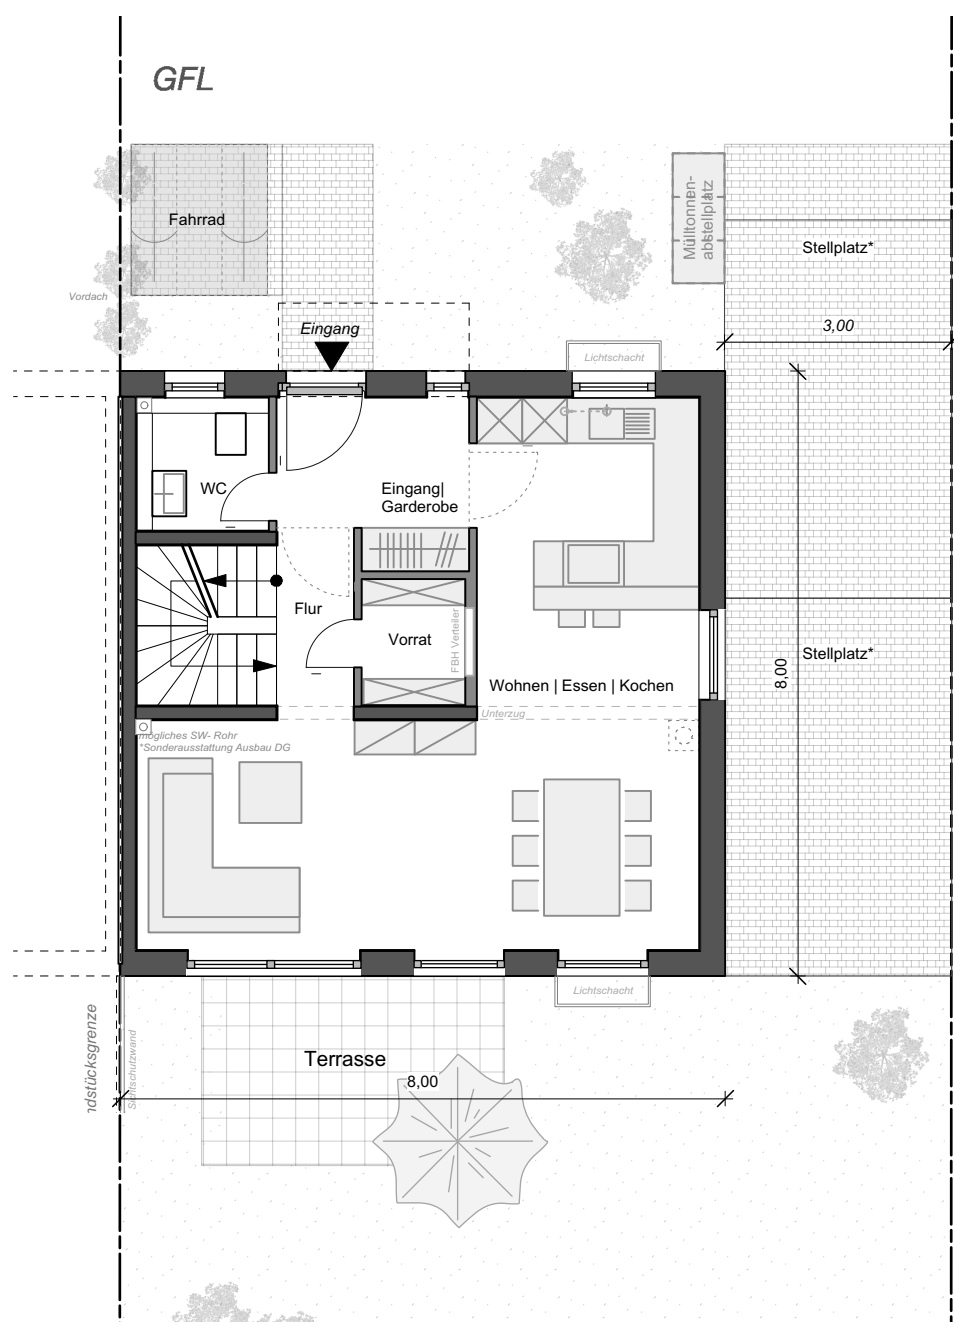 GFL
Fahrrad
Mülltonnen-
abstellplatz
Stellplatz*
Vordach
Eingang
3,00
Lichtschacht
WC
Eingang|
Garderobe
Flur
Vorrat
FBH Verteiler
Stellplatz*
8,00
Wohnen | Essen | Kochen
Unterzug
mögliches SW- Rohr
*Sonderausstattung Ausbau DG
Lichtschacht
ndstücksgrenze
Sichtschutzwand
Terrasse
8,00